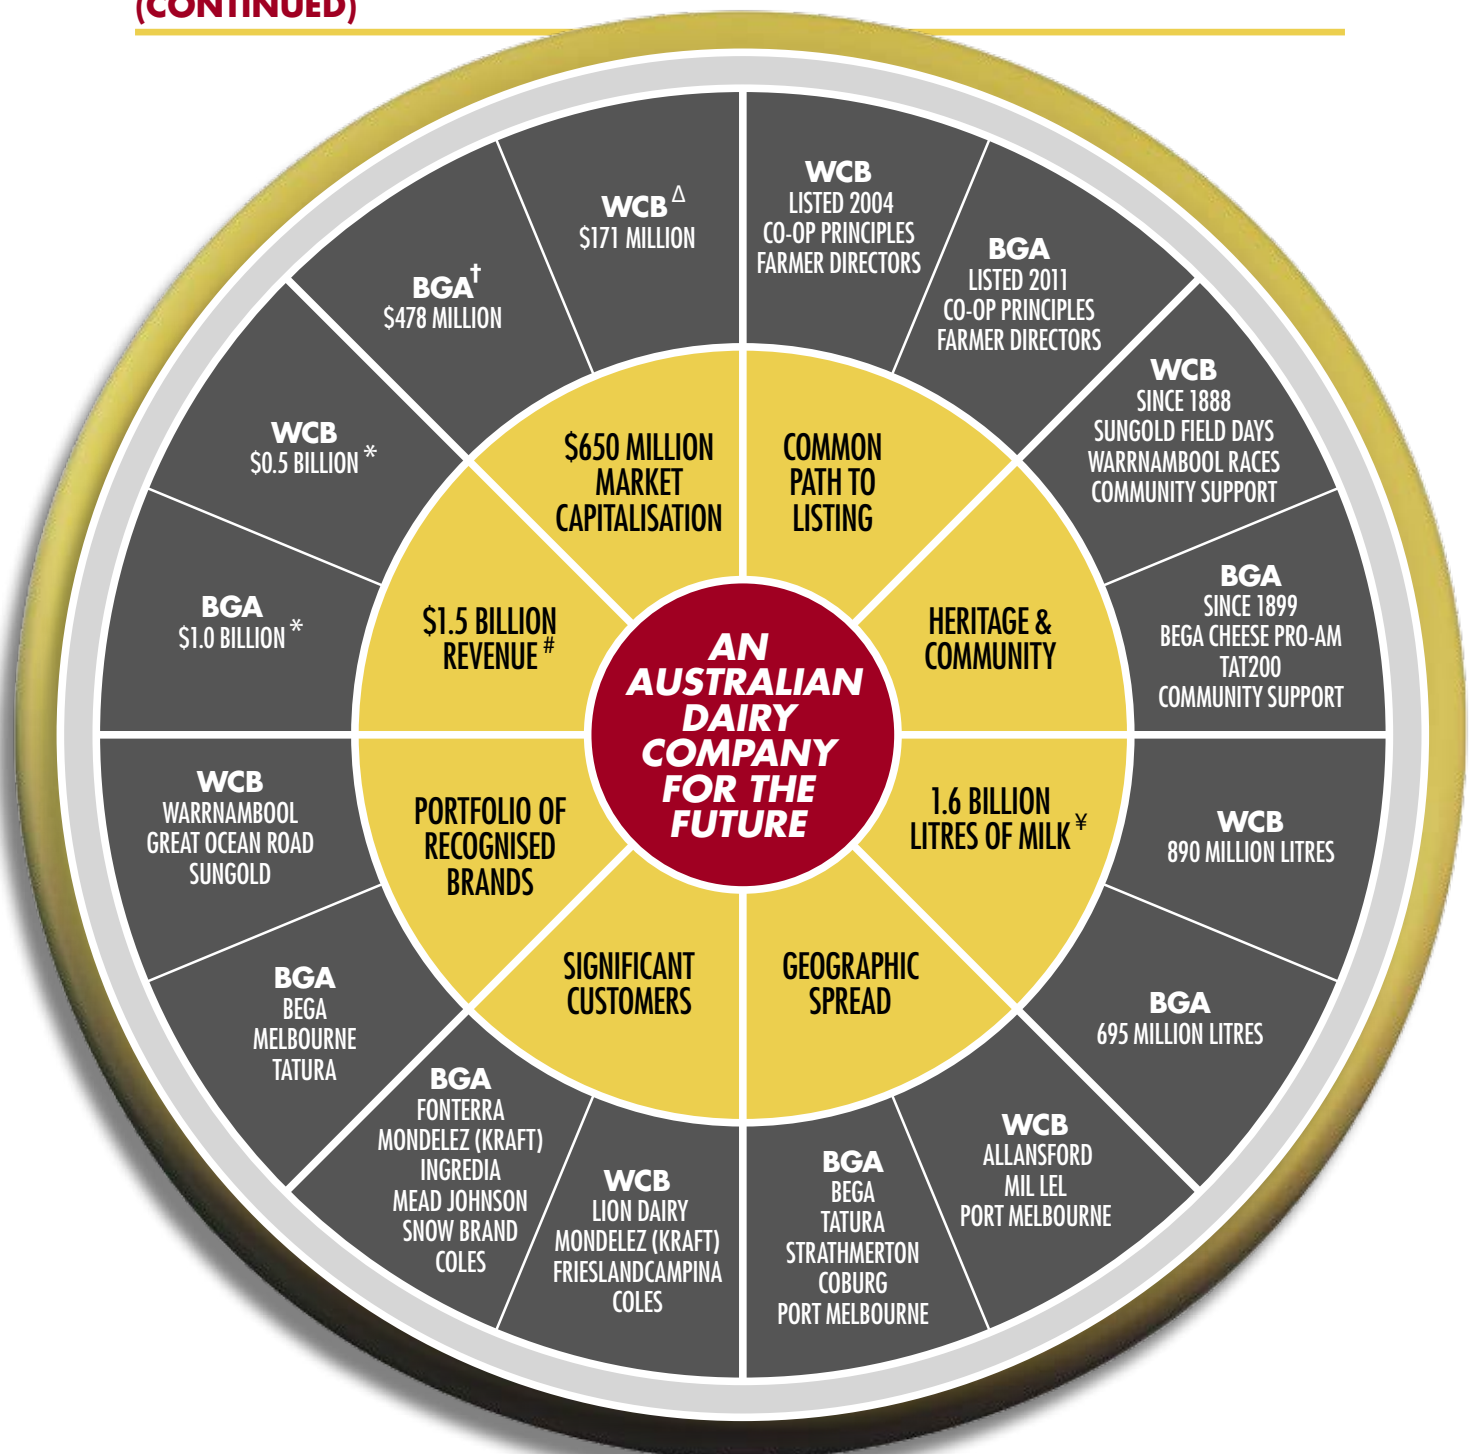 (CONTINUED)
WCB Δ
$171 MILLION
WCB
LISTED 2004
CO-OP PRINCIPLES
FARMER DIRECTORS
BGA
LISTED 2011
CO-OP PRINCIPLES
FARMER DIRECTORS
WCB
SINCE 1888
SUNGOLD FIELD DAYS
WARRNAMBOOL RACES
COMMUNITY SUPPORT
BGA
SINCE 1899
BEGA CHEESE PRO-AM
TAT200
COMMUNITY SUPPORT
WCB
890 MILLION LITRES
BGA
695 MILLION LITRES
WCB
ALLANSFORD
MIL LEL
PORT MELBOURNE
BGA
BEGA
TATURA
STRATHMERTON
COBURG
PORT MELBOURNE
WCB
LION DAIRY
MONDELEZ (KRAFT)
FRIESLANDCAMPINA
COLES
BGA
FONTERRA
MONDELEZ (KRAFT)
INGREDIA
MEAD JOHNSON
SNOW BRAND
COLES
BGA
BEGA
MELBOURNE
TATURA
WCB
WARRNAMBOOL
GREAT OCEAN ROAD
SUNGOLD
BGA
$1.0 BILLION *
WCB
$0.5 BILLION *
BGA†
$478 MILLION
$650 MILLION
MARKET
CAPITALISATION
COMMON
PATH TO
LISTING
HERITAGE &
COMMUNITY
1.6 BILLION
LITRES OF MILK ¥
GEOGRAPHIC
SPREAD
SIGNIFICANT
CUSTOMERS
PORTFOLIO OF
RECOGNISED
BRANDS
$1.5 BILLION
REVENUE #
AN
AUSTRALIAN
DAIRY
COMPANY
FOR THE
FUTURE